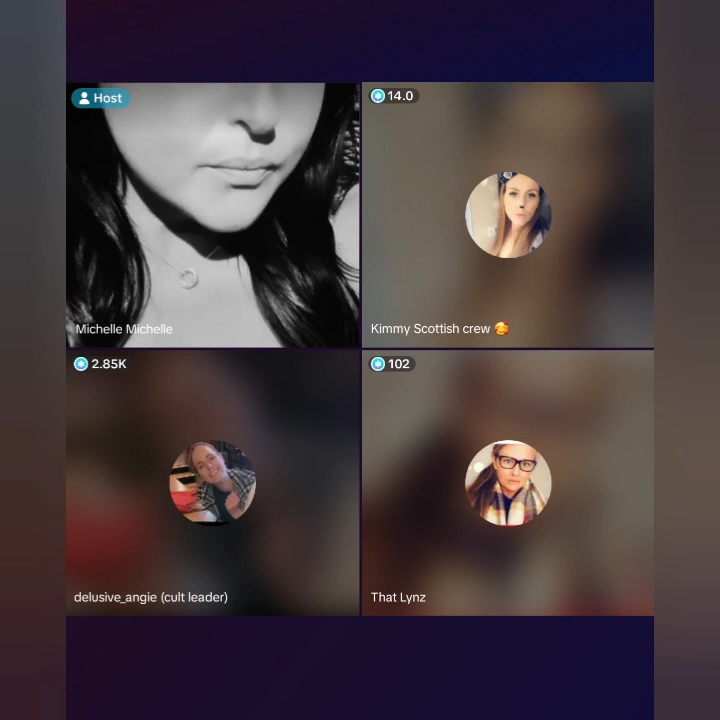 Host
14.0
Michelle Michelle
Kimmy Scottish crew 🥰
2.85K
102
delusive_angie (cult leader)
That Lynz